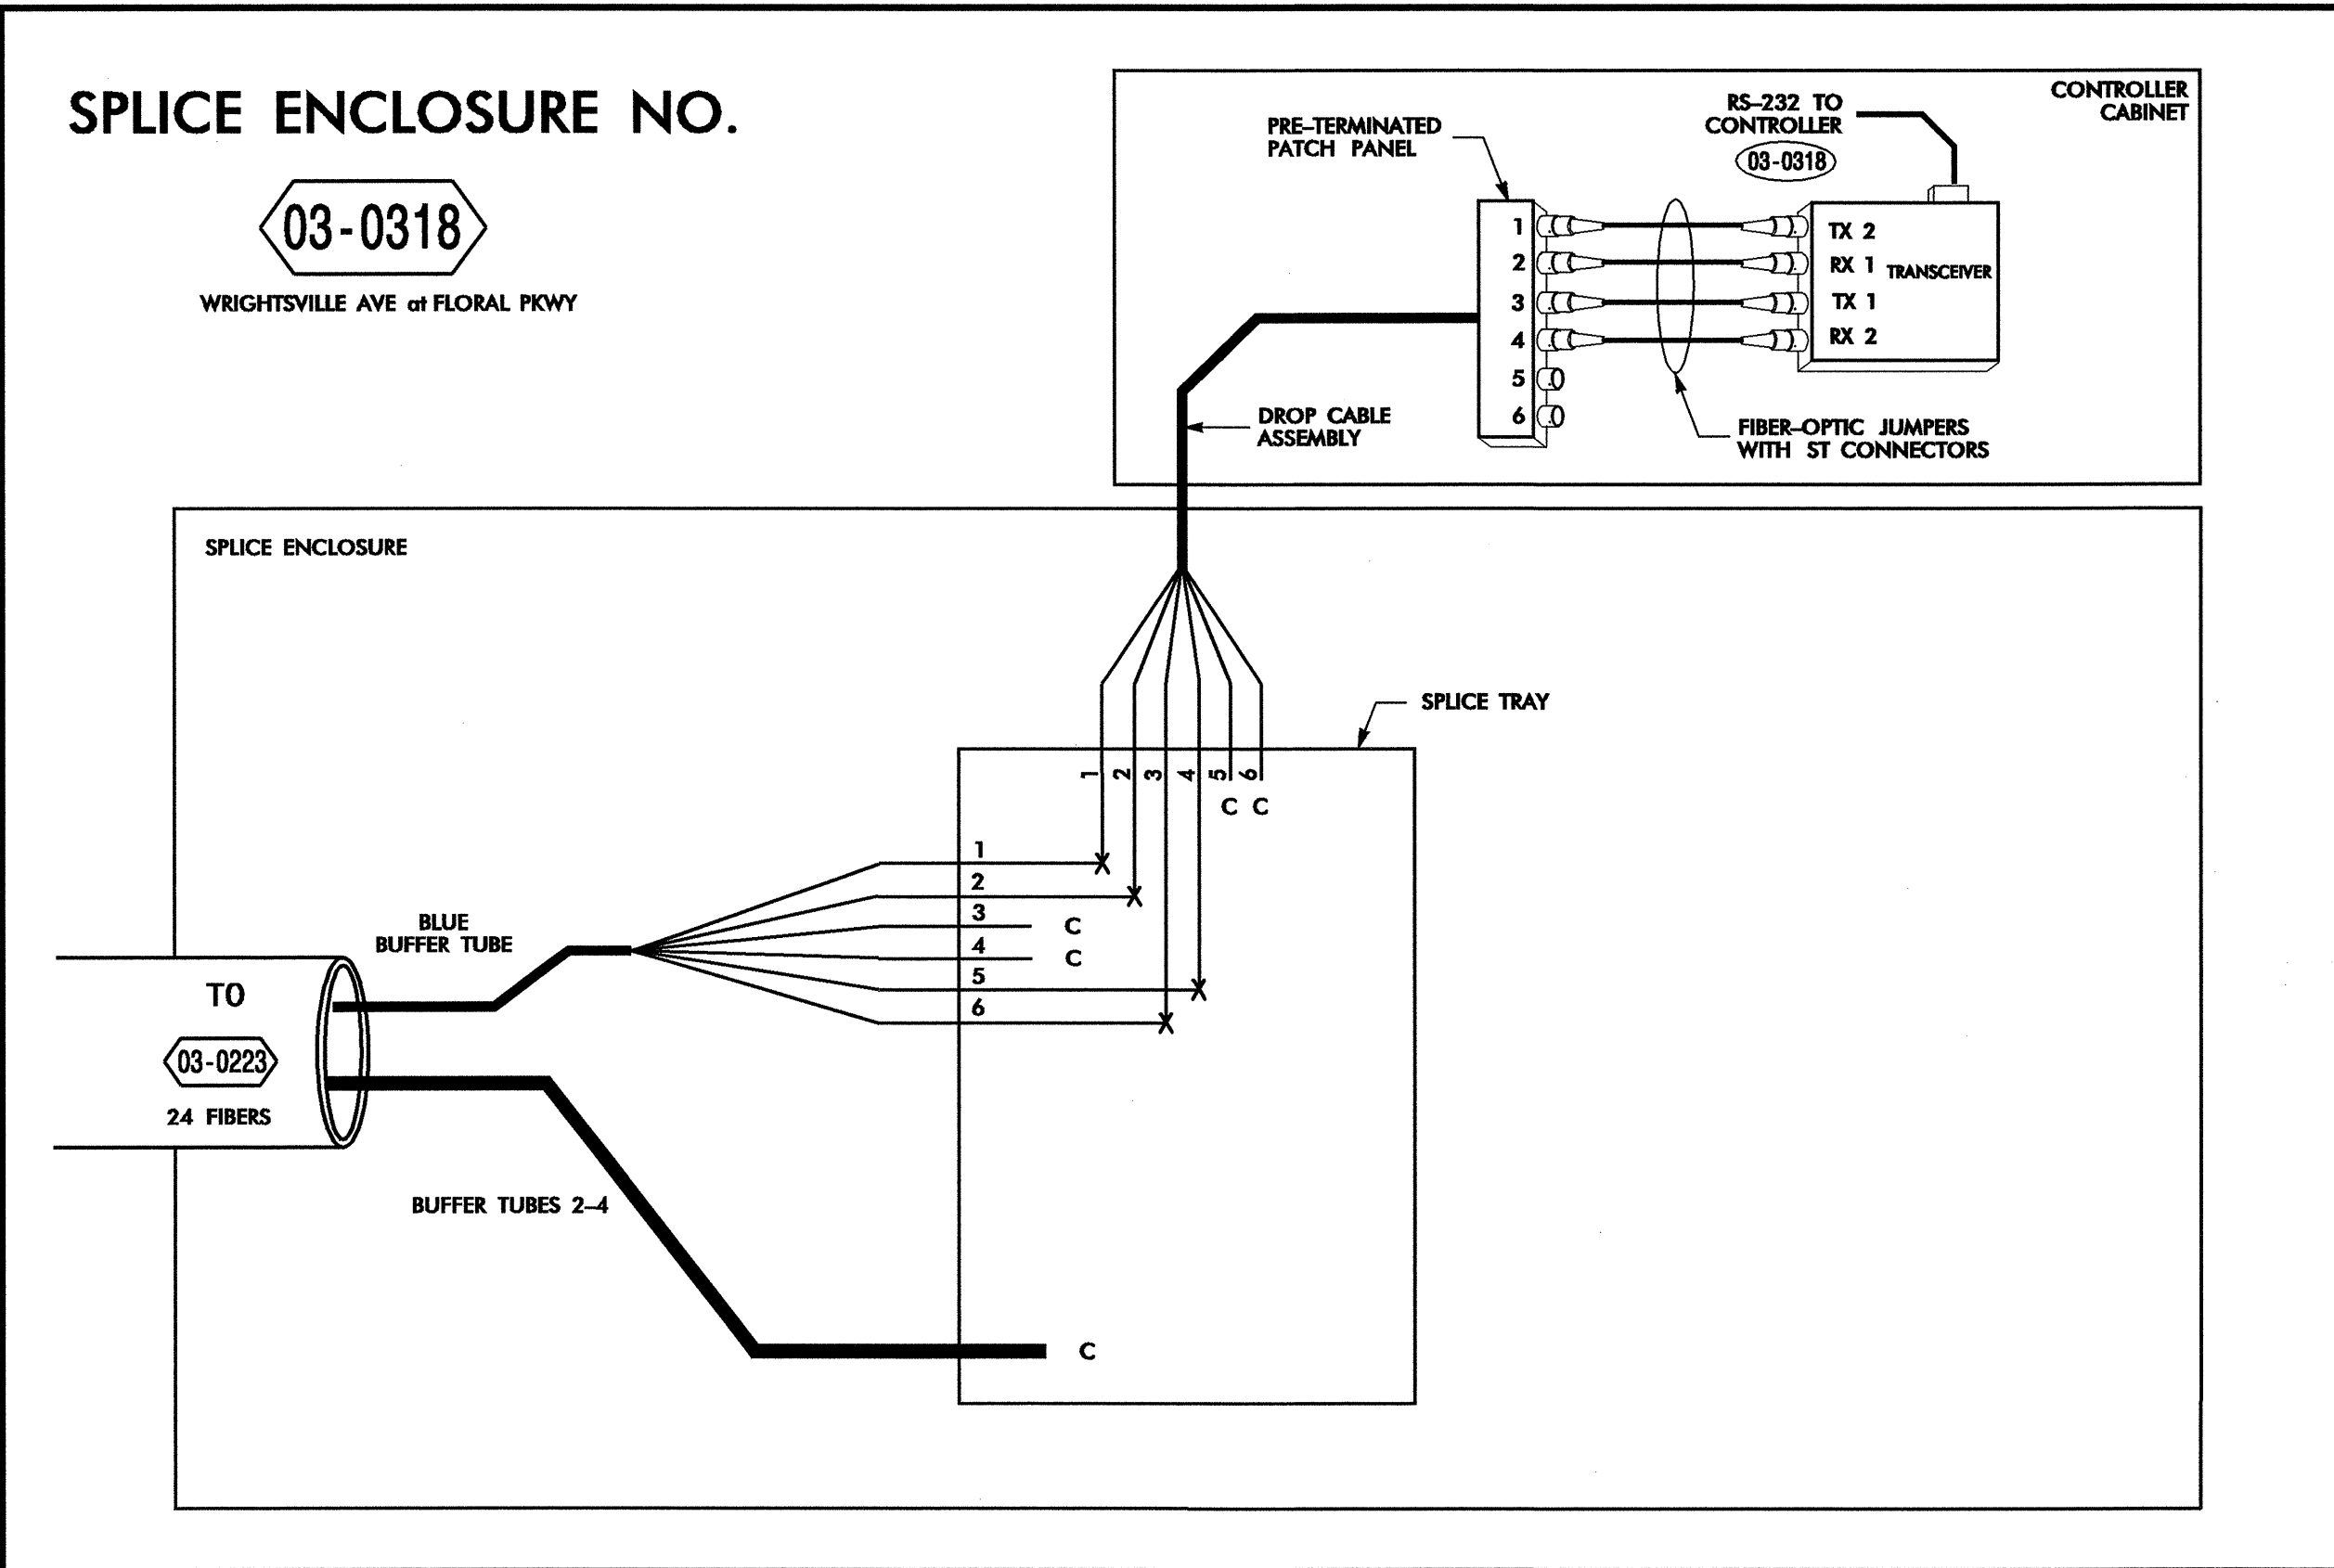 SPLICE ENCLOSURE NO.
03-0318
WRIGHTSVILLE AVE at FLORAL PKWY
CONTROLLER
CABINET
RS-232 TO
CONTROLLER
03-0318
PRE-TERMINATED
PATCH PANEL
1
2
3
4
5
6
TX 2
RX 1
TRANSCEIVER
TX 1
RX 2
DROP CABLE
ASSEMBLY
FIBER-OPTIC JUMPERS
WITH ST CONNECTORS
SPLICE ENCLOSURE
SPLICE TRAY
1 2 3 4 5 6
C C
1
2
3 C
4 C
5
6
BLUE
BUFFER TUBE
TO
03-0223
24 FIBERS
BUFFER TUBES 2-4
C